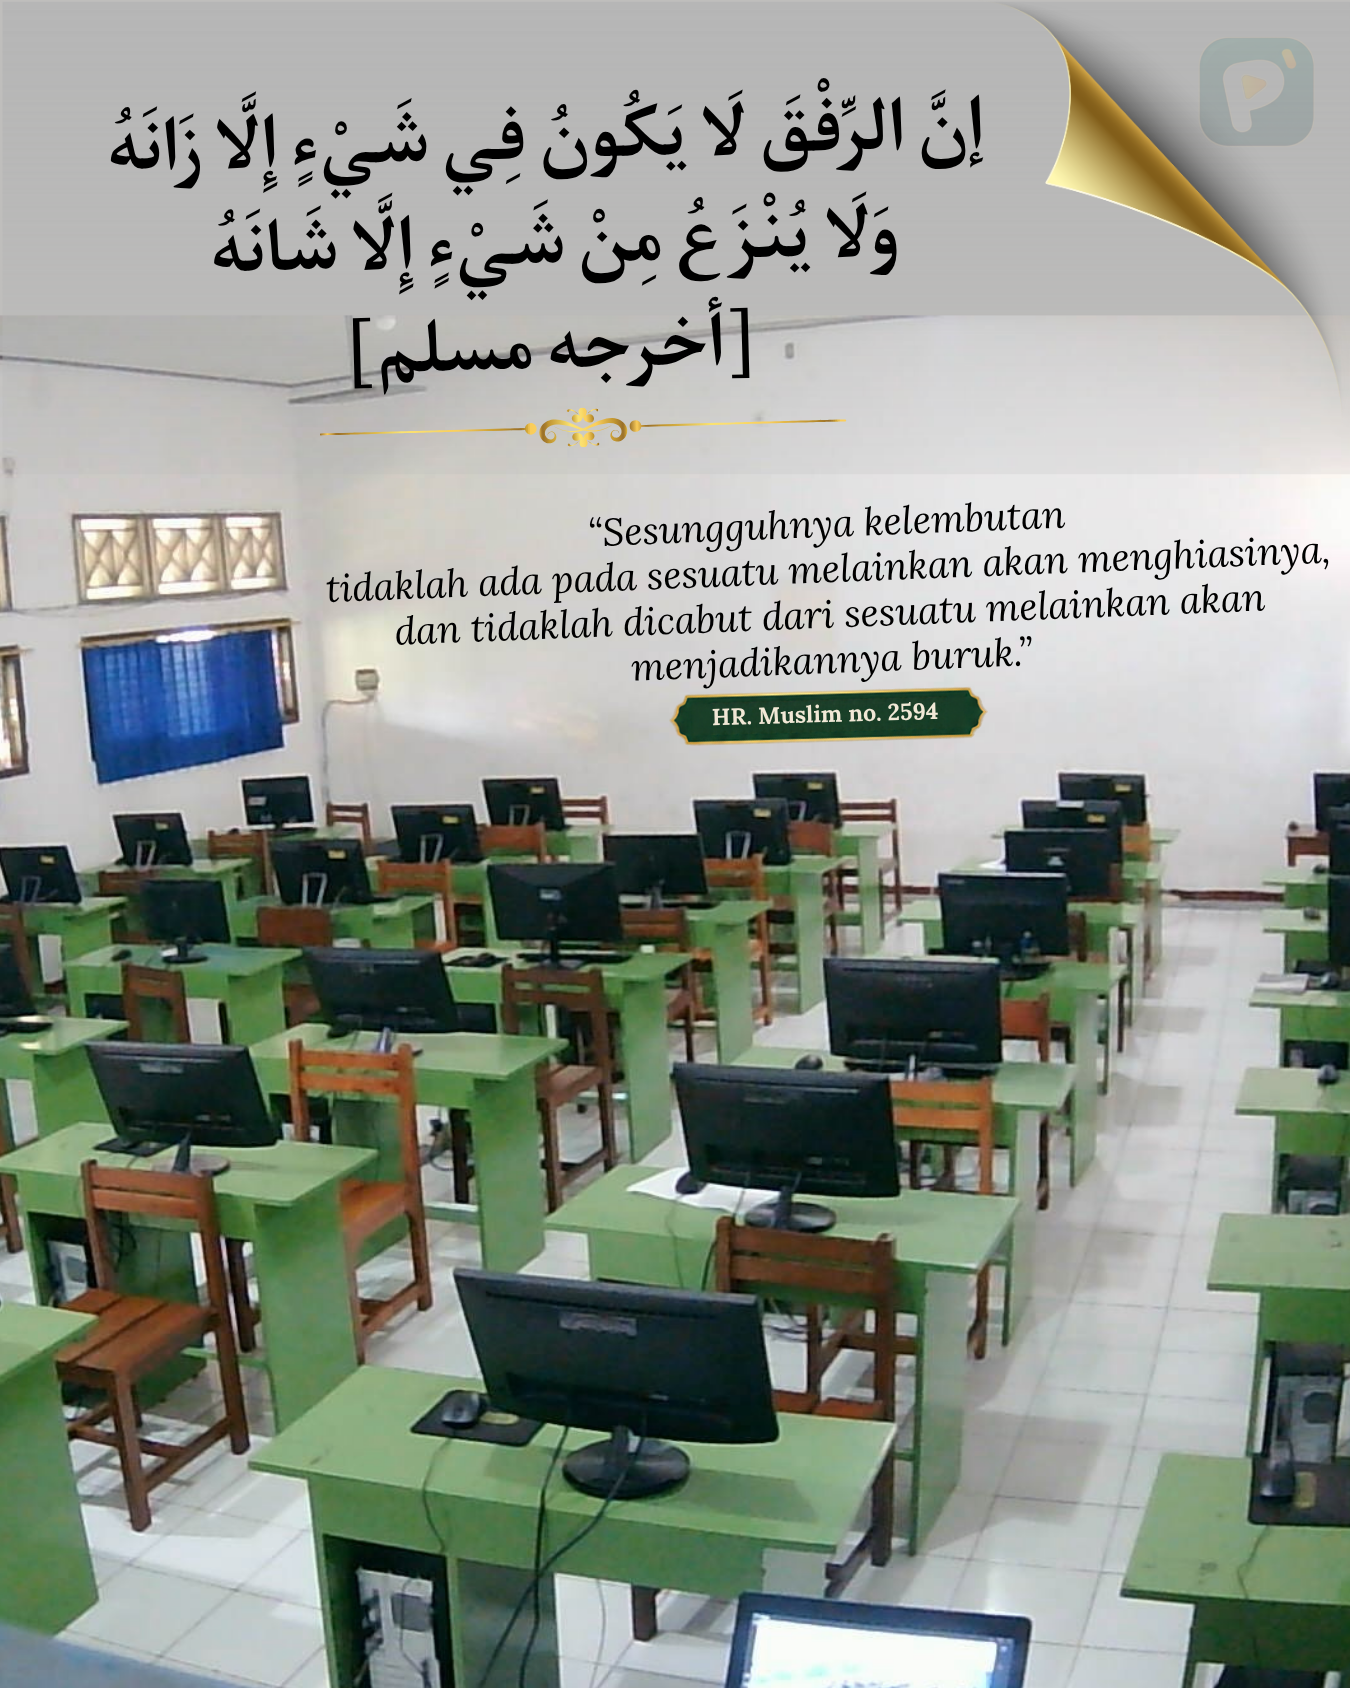 إنَّ الرِّفْقَ لَا يَكُونُ فِي شَيْءٍ إِلَّا زَانَهُ
وَلَا يُنْزَعُ مِنْ شَيْءٍ إِلَّا شَانَهُ
[أخرجه مسلم]
“Sesungguhnya kelembutan
tidaklah ada pada sesuatu melainkan akan menghiasinya,
dan tidaklah dicabut dari sesuatu melainkan akan
menjadikannya buruk.”
HR. Muslim no. 2594